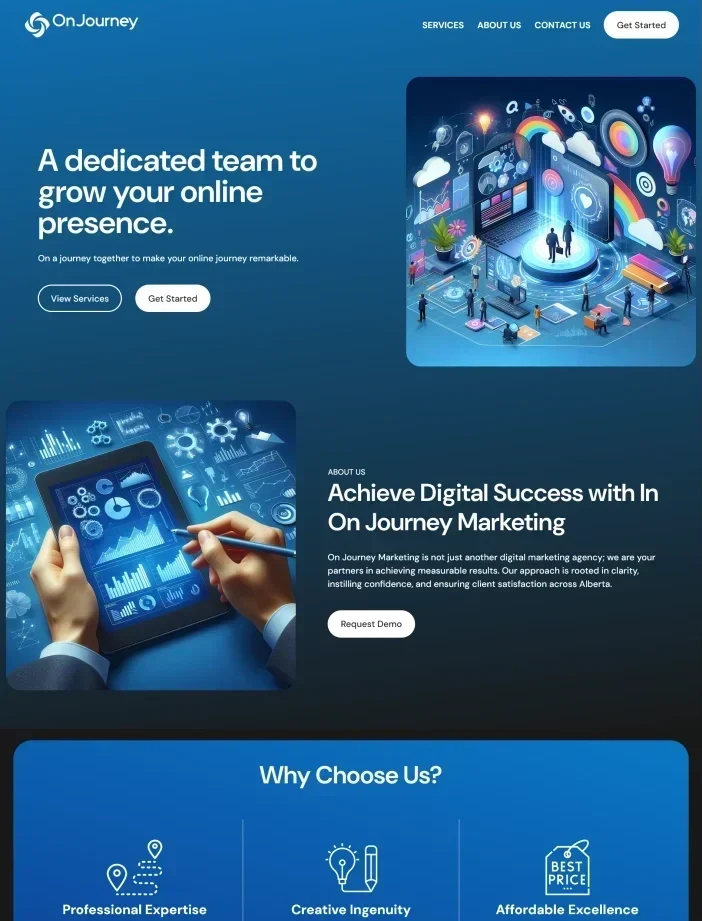 On Journey
SERVICES
ABOUT US
CONTACT US
Get Started
A dedicated team to
grow your online
presence.
On a journey together to make your online journey remarkable.
View Services
Get Started
ABOUT US
Achieve Digital Success with In
On Journey Marketing
On Journey Marketing is not just another digital marketing agency; we are your
partners in achieving measurable results. Our approach is rooted in clarity,
instilling confidence, and ensuring client satisfaction across Alberta.
Request Demo
Why Choose Us?
BEST
PRICE
Professional Expertise
Creative Ingenuity
Affordable Excellence